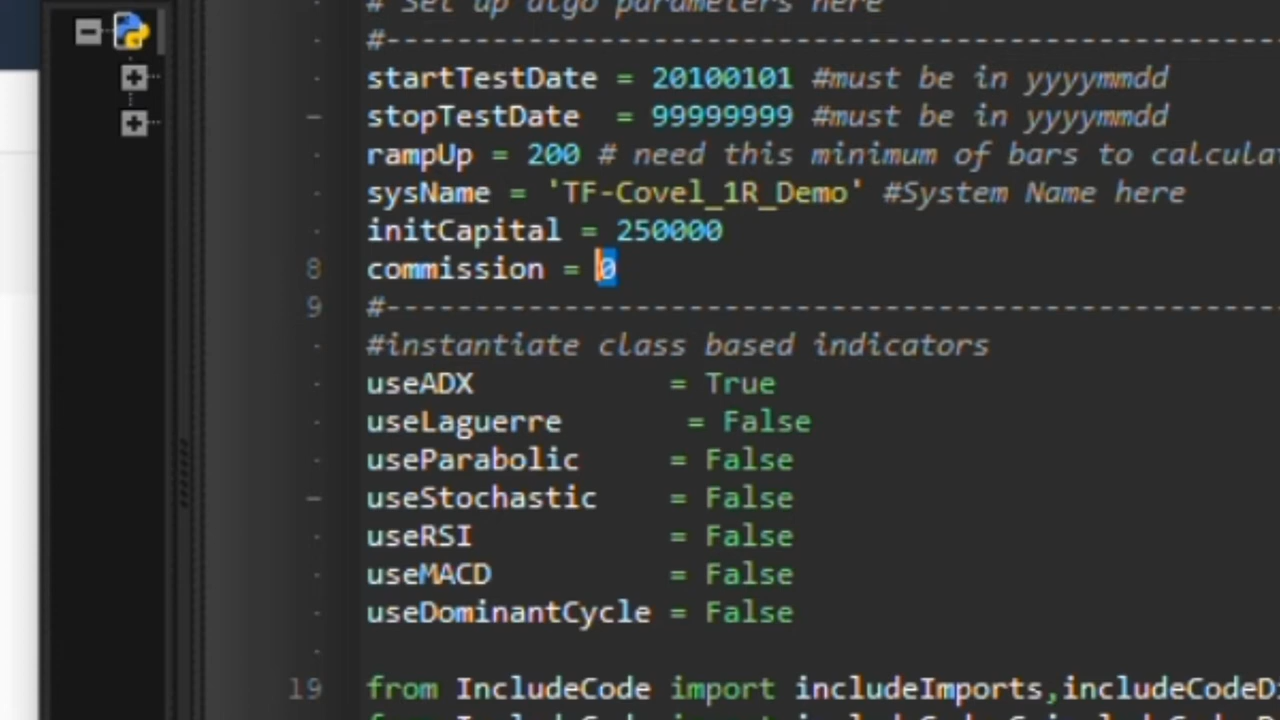 # Set up algo parameters here
#--------------------------------------------------
startTestDate = 20100101 #must be in yyyymmdd
stopTestDate  = 99999999 #must be in yyyymmdd
rampUp = 200 # need this minimum of bars to
sysName = 'TF-Covel_1R_Demo' #System Name here
initCapital = 250000
8 commission = 0
9 #--------------------------------------------------
#instantiate class based indicators
useADX           = True
useLaguerre       = False
useParabolic     = False
useStochastic    = False
useRSI           = False
useMACD          = False
useDominantCycle = False
19 from IncludeCode import includeImports,